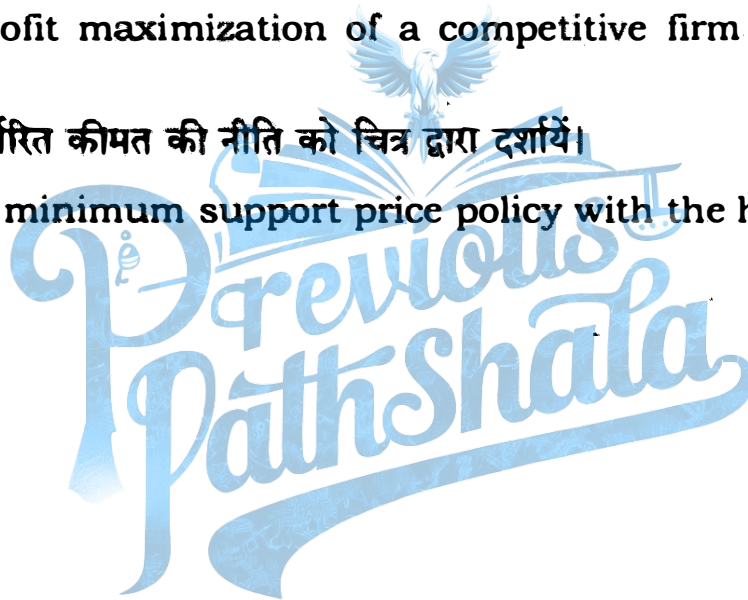 ofit maximization of a competitive firm
र्धारित कीमत की नीति को चित्र द्वारा दर्शायें।
minimum support price policy with the h
Previous
PathShala